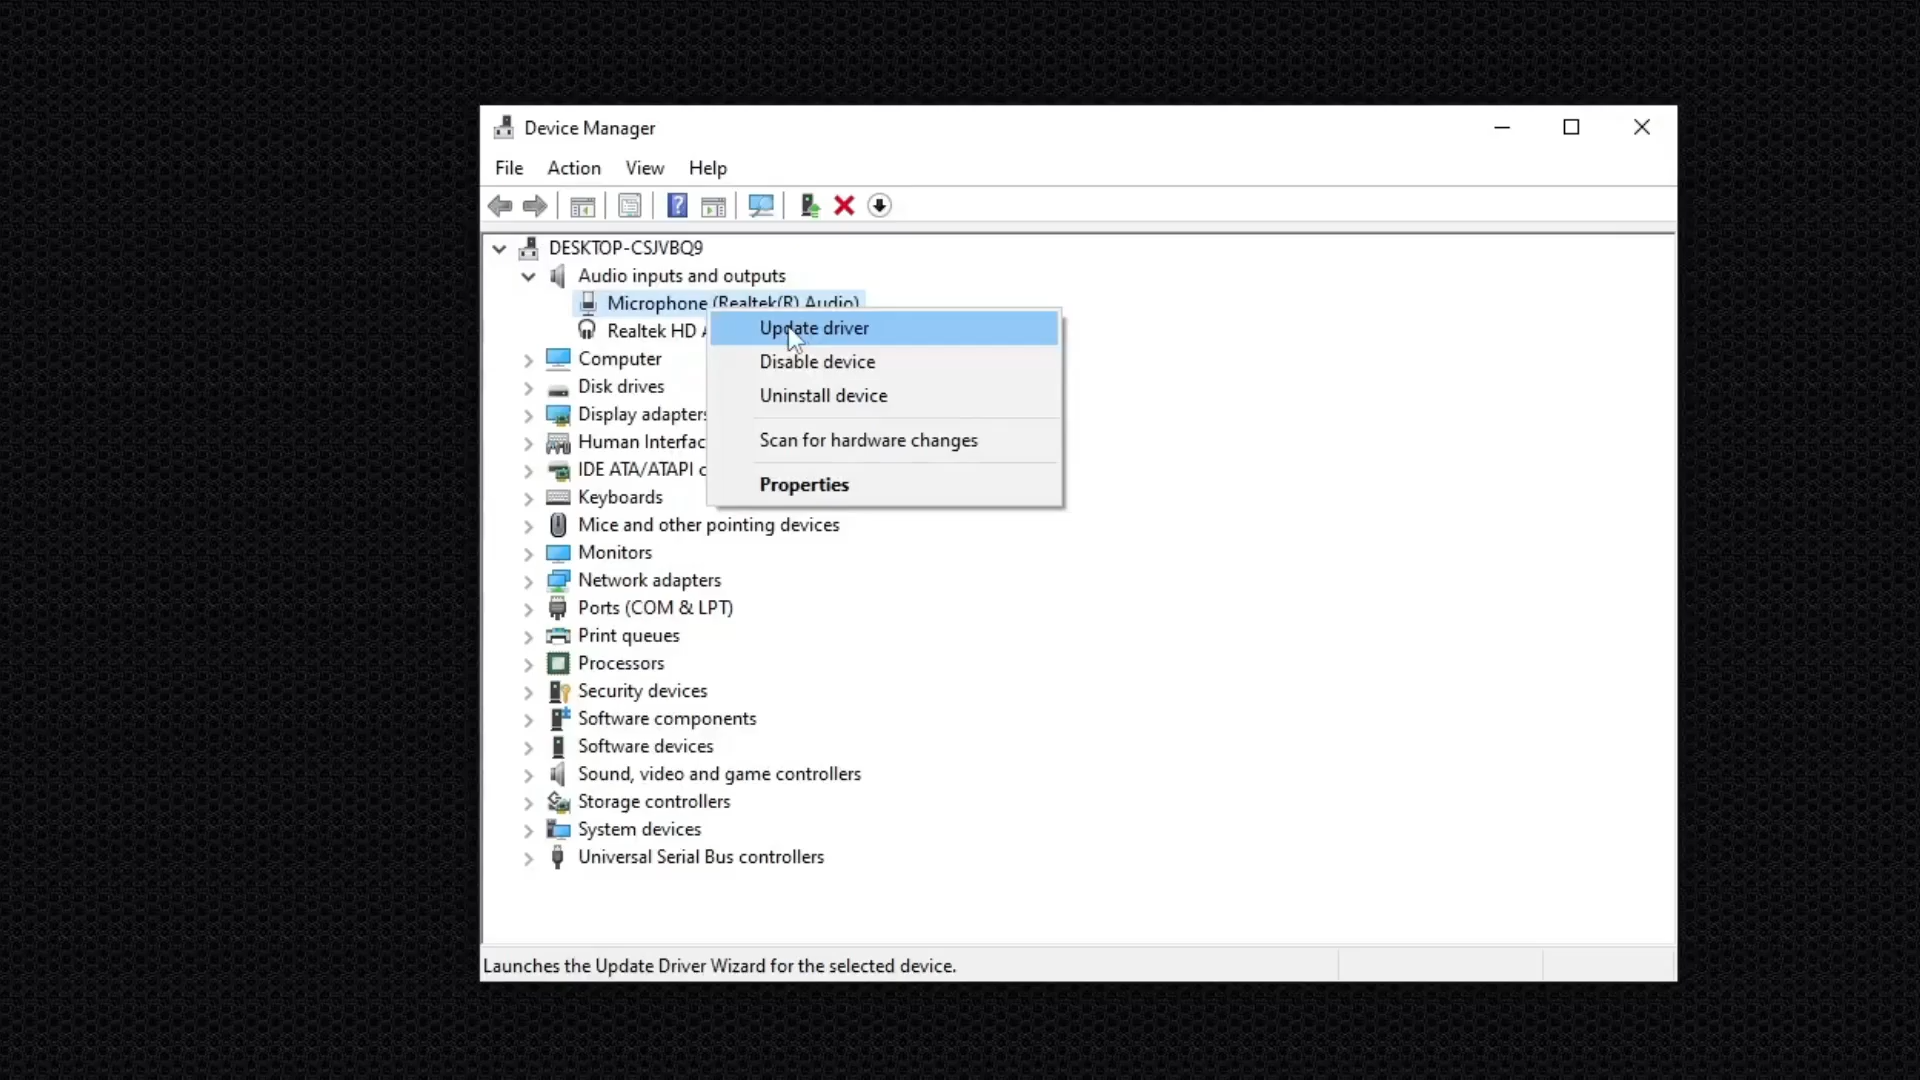 Device Manager
File Action View Help
DESKTOP-CSJVBQ9
Audio inputs and outputs
Microphone (Realtek(R) Audio)
Realtek HD
Update driver
Disable device
Uninstall device
Scan for hardware changes
Properties
Computer
Disk drives
Display adapters
Human Interfac
IDE ATA/ATAPI
Keyboards
Mice and other pointing devices
Monitors
Network adapters
Ports (COM & LPT)
Print queues
Processors
Security devices
Software components
Software devices
Sound, video and game controllers
Storage controllers
System devices
Universal Serial Bus controllers
Launches the Update Driver Wizard for the selected device.